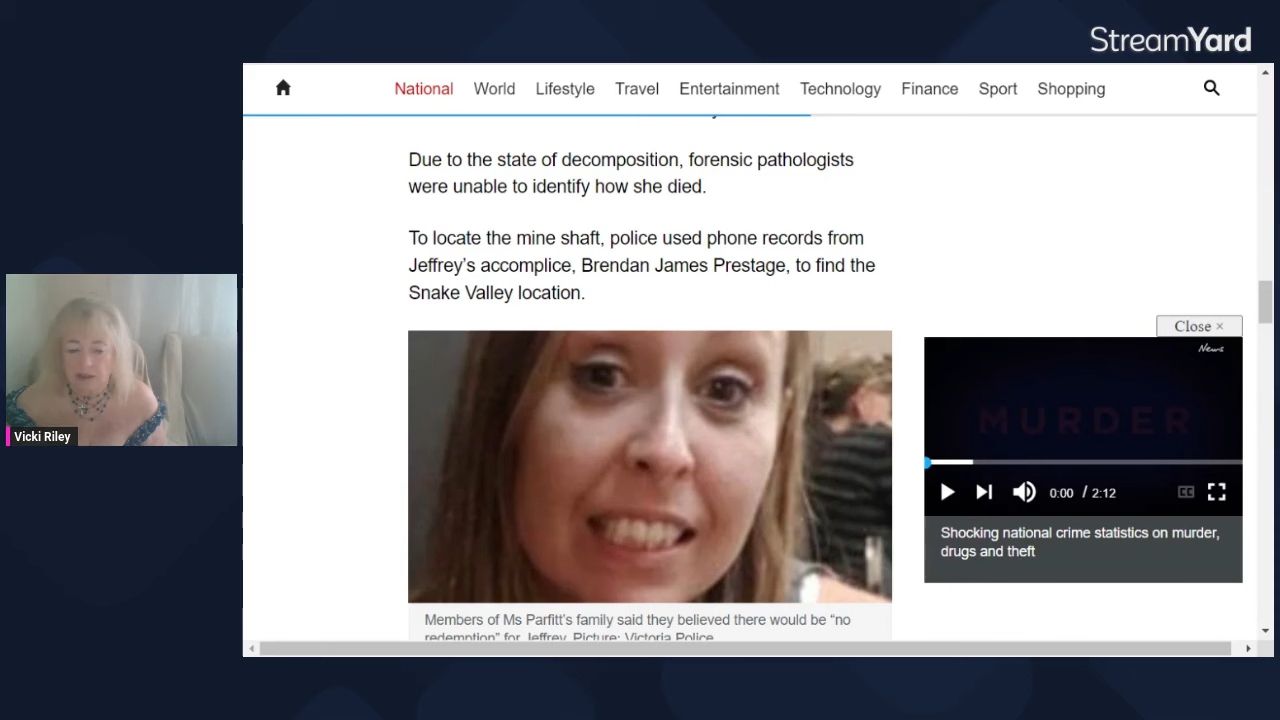 StreamYard
National World Lifestyle Travel Entertainment Technology Finance Sport Shopping
Due to the state of decomposition, forensic pathologists
were unable to identify how she died.
To locate the mine shaft, police used phone records from
Jeffrey’s accomplice, Brendan James Prestage, to find the
Snake Valley location.
Close ×
News
MURDER
0:00 / 2:12
CC
Shocking national crime statistics on murder,
drugs and theft
Vicki Riley
Members of Ms Parfitt’s family said they believed there would be “no
redemption” for Jeffrey. Picture: Victoria Police